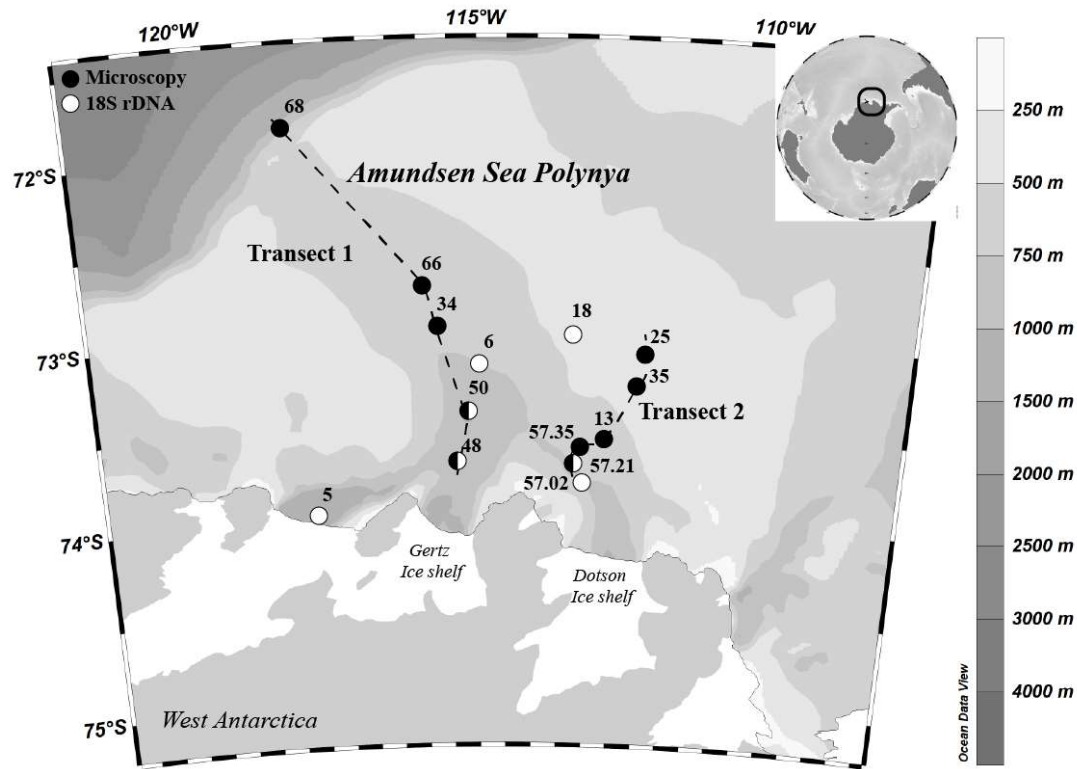 120°W
115°W
110°W
Microscopy
18S rDNA
68
72°S
Amundsen Sea Polynya
Transect 1
66
34
6
18
25
73°S
50
35
Transect 2
13
57.35
48
57.21
57.02
5
74°S
Gertz
Ice shelf
Dotson
Ice shelf
West Antarctica
75°S
250 m
500 m
750 m
1000 m
1500 m
2000 m
2500 m
3000 m
4000 m
Ocean Data View